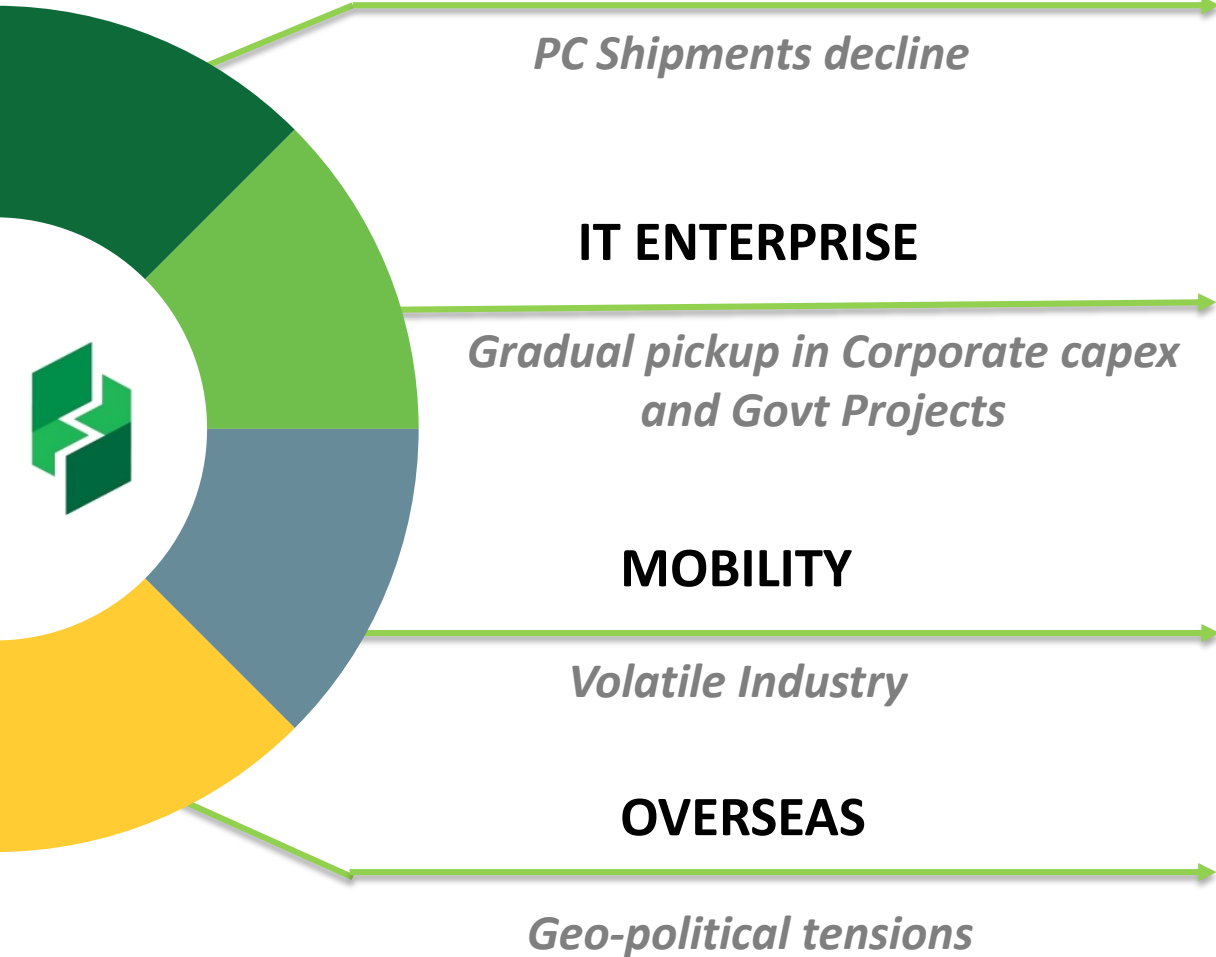 PC Shipments decline
IT ENTERPRISE
Gradual pickup in Corporate capex
and Govt Projects
MOBILITY
Volatile Industry
OVERSEAS
Geo-political tensions